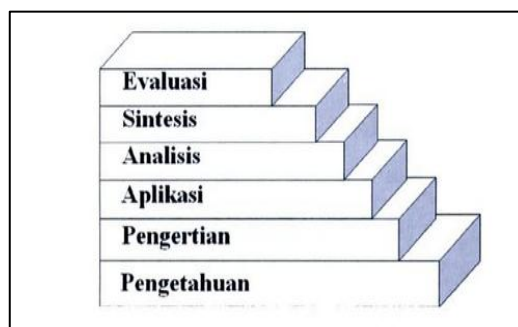 Evaluasi
Sintesis
Analisis
Aplikasi
Pengertian
Pengetahuan